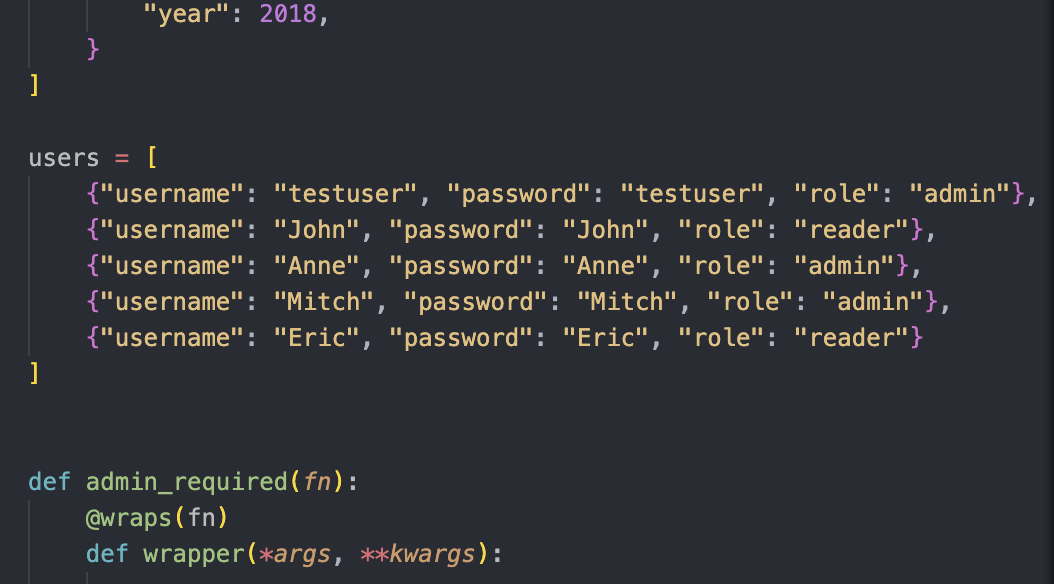 "year": 2018,
}
]
users = [
{"username": "testuser", "password": "testuser", "role": "admin"},
{"username": "John", "password": "John", "role": "reader"},
{"username": "Anne", "password": "Anne", "role": "admin"},
{"username": "Mitch", "password": "Mitch", "role": "admin"},
{"username": "Eric", "password": "Eric", "role": "reader"}
]
def admin_required(fn):
@wraps(fn)
def wrapper(*args, **kwargs):